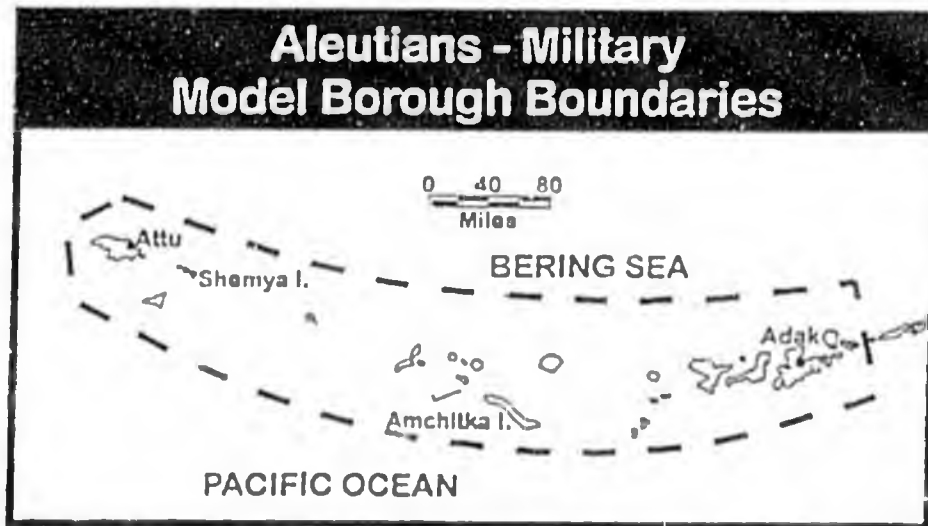 Aleutians - Military
Model Borough Boundaries
0 40 80
Miles
Attu
Shemya I.
BERING SEA
Adak
Amchitka I.
PACIFIC OCEAN